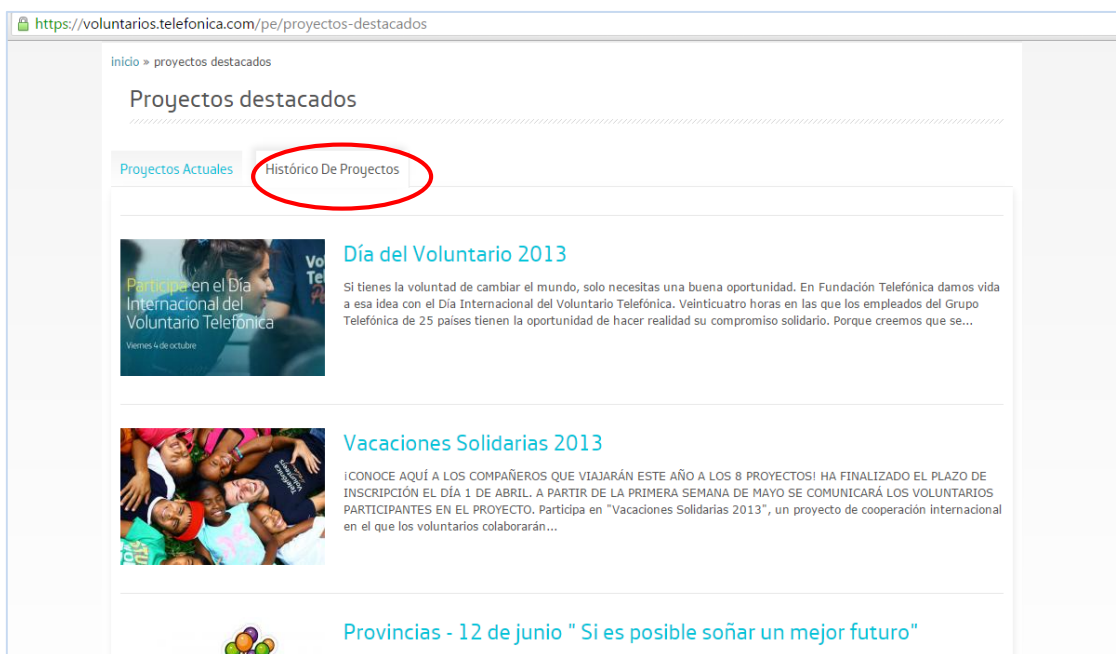 https://voluntarios.telefonica.com/pe/proyectos-destacados
inicio » proyectos destacados
Proyectos destacados
Proyectos Actuales
Histórico De Proyectos
Participa en el Día
Internacional del
Voluntario Telefónica
Viernes 4 de octubre
Día del Voluntario 2013
Si tienes la voluntad de cambiar el mundo, solo necesitas una buena oportunidad. En Fundación Telefónica damos vida
a esa idea con el Día Internacional del Voluntario Telefónica. Veinticuatro horas en las que los empleados del Grupo
Telefónica de 25 países tienen la oportunidad de hacer realidad su compromiso solidario. Porque creemos que se...
Vacaciones Solidarias 2013
¡CONOCE AQUÍ A LOS COMPAÑEROS QUE VIAJARÁN ESTE AÑO A LOS 8 PROYECTOS! HA FINALIZADO EL PLAZO DE
INSCRIPCIÓN EL DÍA 1 DE ABRIL. A PARTIR DE LA PRIMERA SEMANA DE MAYO SE COMUNICARÁ LOS VOLUNTARIOS
PARTICIPANTES EN EL PROYECTO. Participa en "Vacaciones Solidarias 2013", un proyecto de cooperación internacional
en el que los voluntarios colaborarán...
Provincias - 12 de junio " Si es posible soñar un mejor futuro"